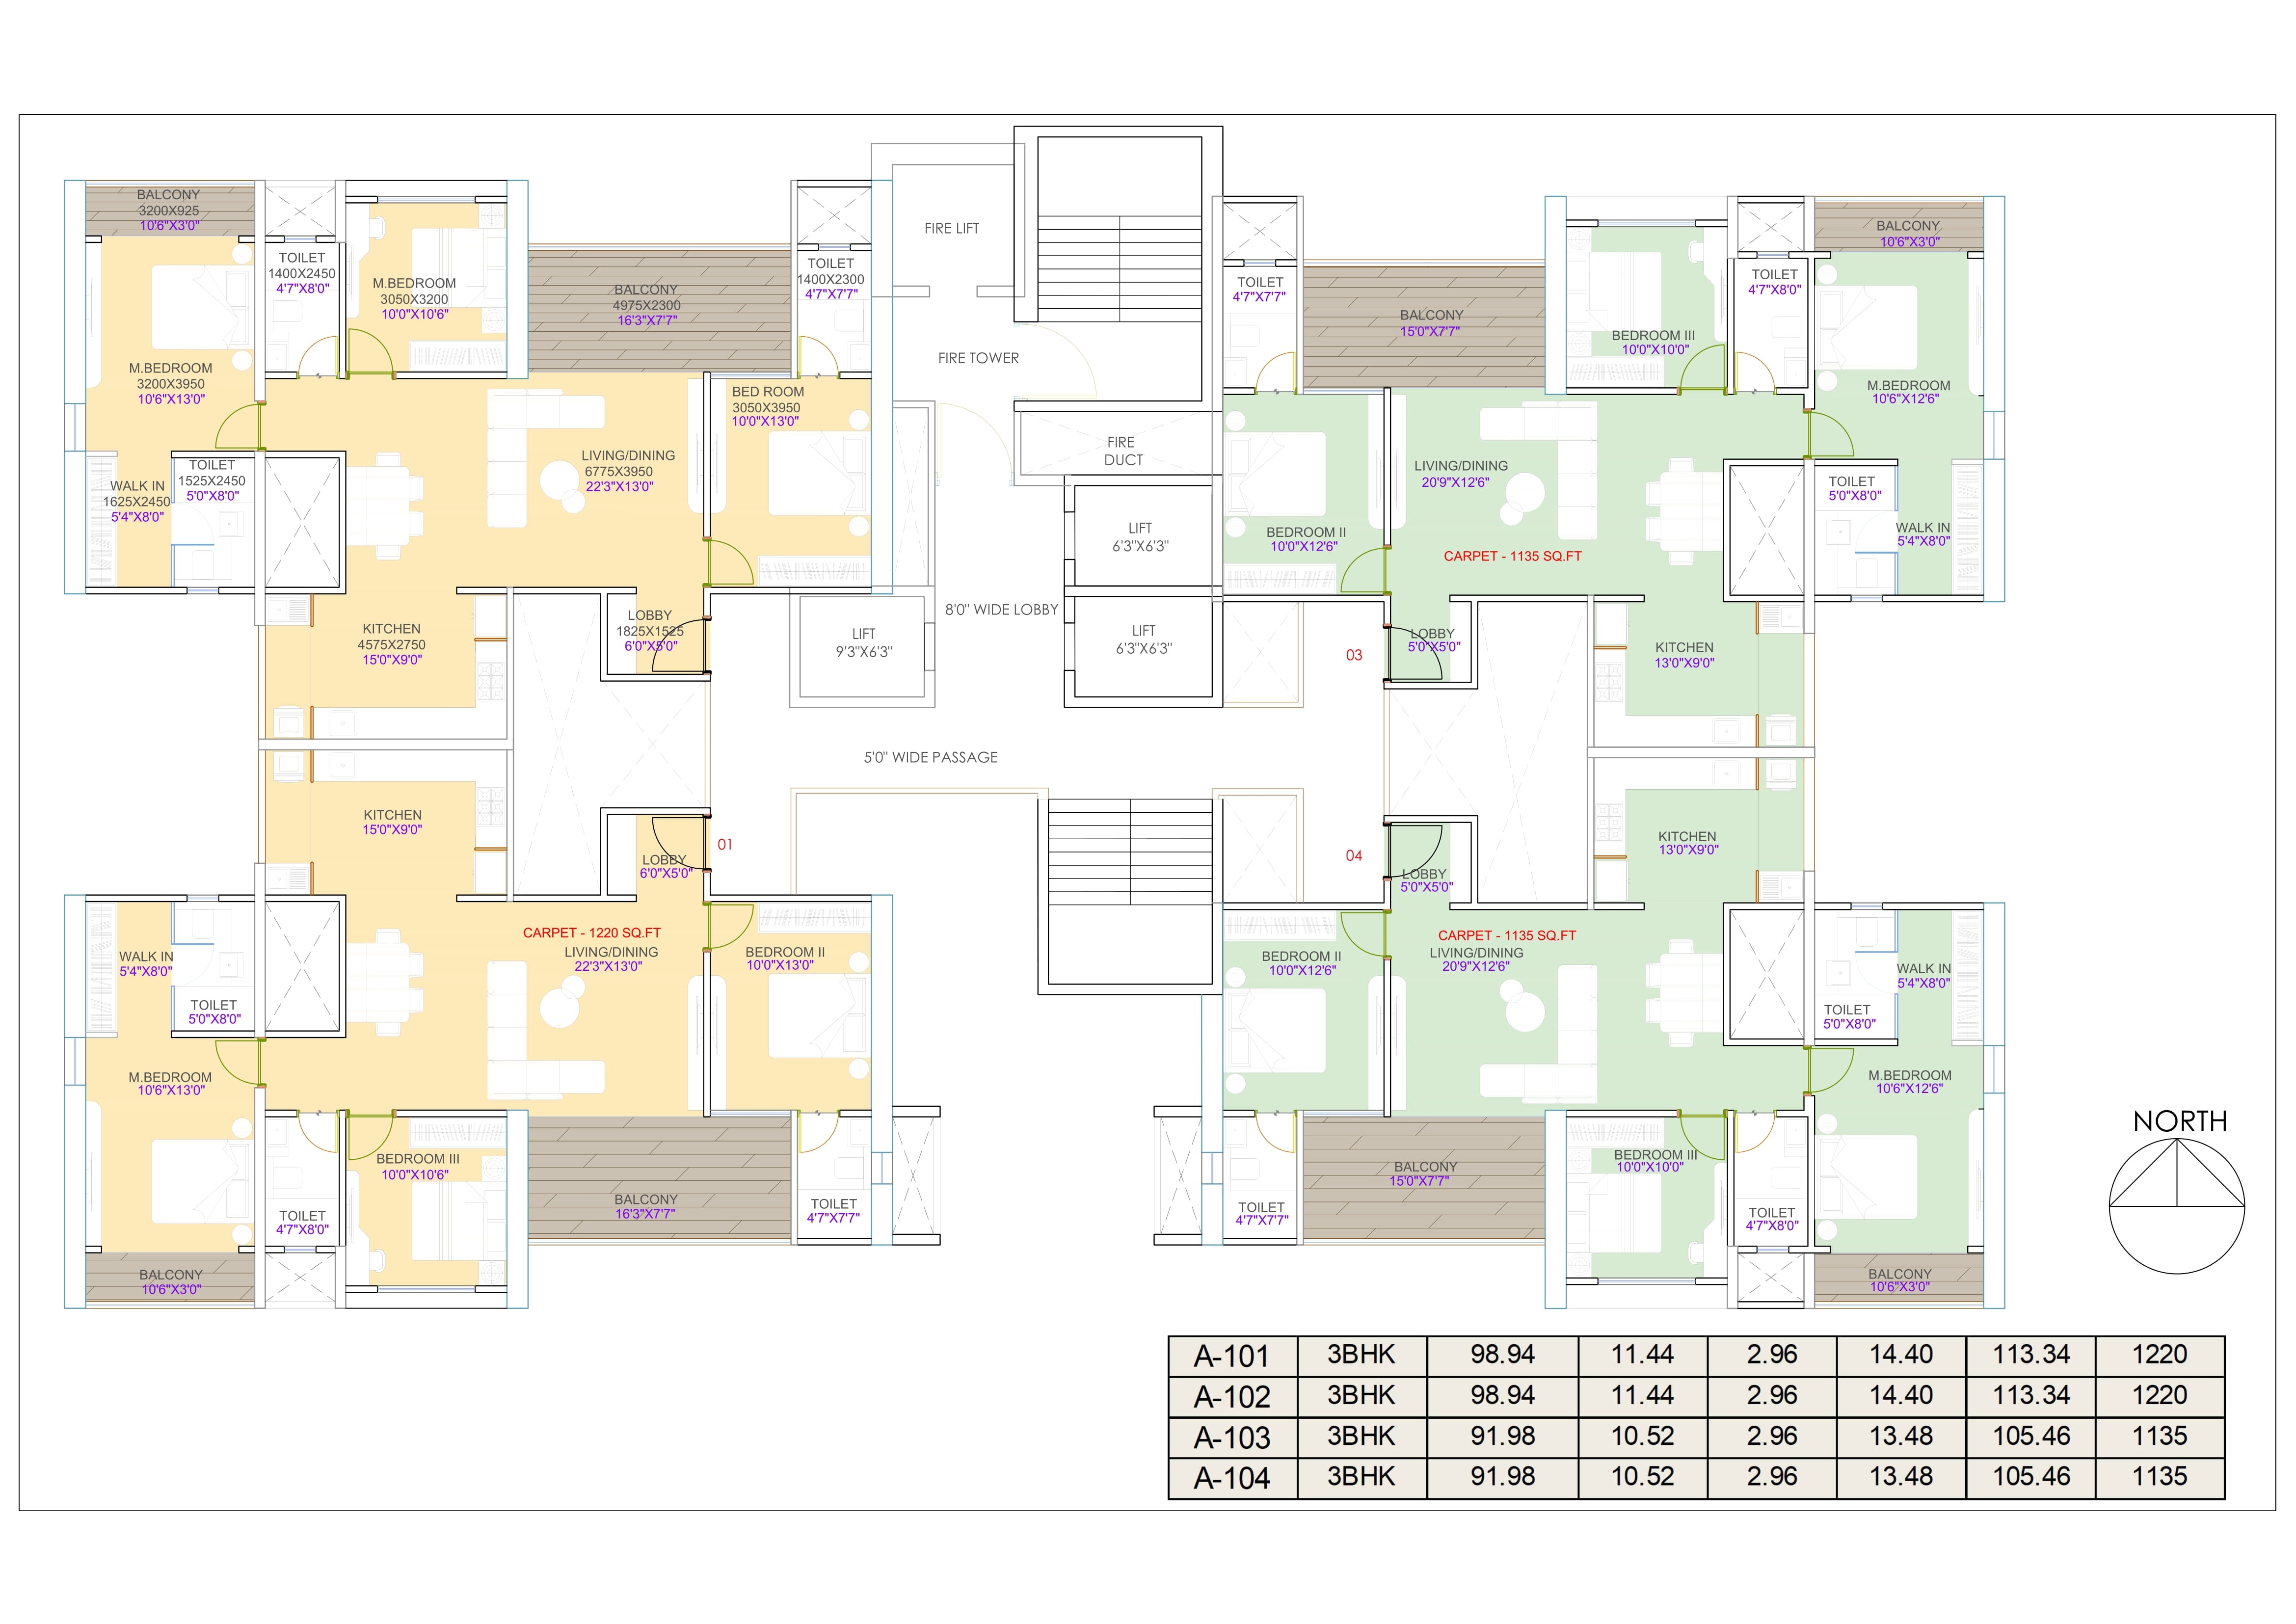 BALCONY
3200X925
10'6"X3'0"
TOILET
1400X2450
4'7"X8'0"
M.BEDROOM
3050X3200
10'0"X10'6"
BALCONY
4975X2300
16'3"X7'7"
TOILET
1400X2300
4'7"X7'7"
M.BEDROOM
3200X3950
10'6"X13'0"
BED ROOM
3050X3950
10'0"X13'0"
LIVING/DINING
6775X3950
22'3"X13'0"
WALK IN
1625X2450
5'4"X8'0"
TOILET
1525X2450
5'0"X8'0"
KITCHEN
4575X2750
15'0"X9'0"
LOBBY
1825X1525
6'0"X5'0"
FIRE LIFT
FIRE TOWER
FIRE
DUCT
LIFT
6'3"X6'3"
8'0" WIDE LOBBY
LIFT
9'3"X6'3"
LIFT
6'3"X6'3"
5'0" WIDE PASSAGE
TOILET
4'7"X7'7"
BALCONY
15'0"X7'7"
BEDROOM III
10'0"X10'0"
TOILET
4'7"X8'0"
BALCONY
10'6"X3'0"
M.BEDROOM
10'6"X12'6"
LIVING/DINING
20'9"X12'6"
BEDROOM II
10'0"X12'6"
CARPET - 1135 SQ.FT
TOILET
5'0"X8'0"
WALK IN
5'4"X8'0"
03
LOBBY
5'0"X5'0"
KITCHEN
13'0"X9'0"
KITCHEN
15'0"X9'0"
01
LOBBY
6'0"X5'0"
CARPET - 1220 SQ.FT
LIVING/DINING
22'3"X13'0"
BEDROOM II
10'0"X13'0"
WALK IN
5'4"X8'0"
TOILET
5'0"X8'0"
M.BEDROOM
10'6"X13'0"
BEDROOM III
10'0"X10'6"
TOILET
4'7"X8'0"
BALCONY
16'3"X7'7"
TOILET
4'7"X7'7"
BALCONY
10'6"X3'0"
04
LOBBY
5'0"X5'0"
KITCHEN
13'0"X9'0"
CARPET - 1135 SQ.FT
LIVING/DINING
20'9"X12'6"
BEDROOM II
10'0"X12'6"
WALK IN
5'4"X8'0"
TOILET
5'0"X8'0"
M.BEDROOM
10'6"X12'6"
BEDROOM III
10'0"X10'0"
BALCONY
15'0"X7'7"
TOILET
4'7"X7'7"
TOILET
4'7"X8'0"
BALCONY
10'6"X3'0"
NORTH
A-101 3BHK 98.94 11.44 2.96 14.40 113.34 1220
A-102 3BHK 98.94 11.44 2.96 14.40 113.34 1220
A-103 3BHK 91.98 10.52 2.96 13.48 105.46 1135
A-104 3BHK 91.98 10.52 2.96 13.48 105.46 1135